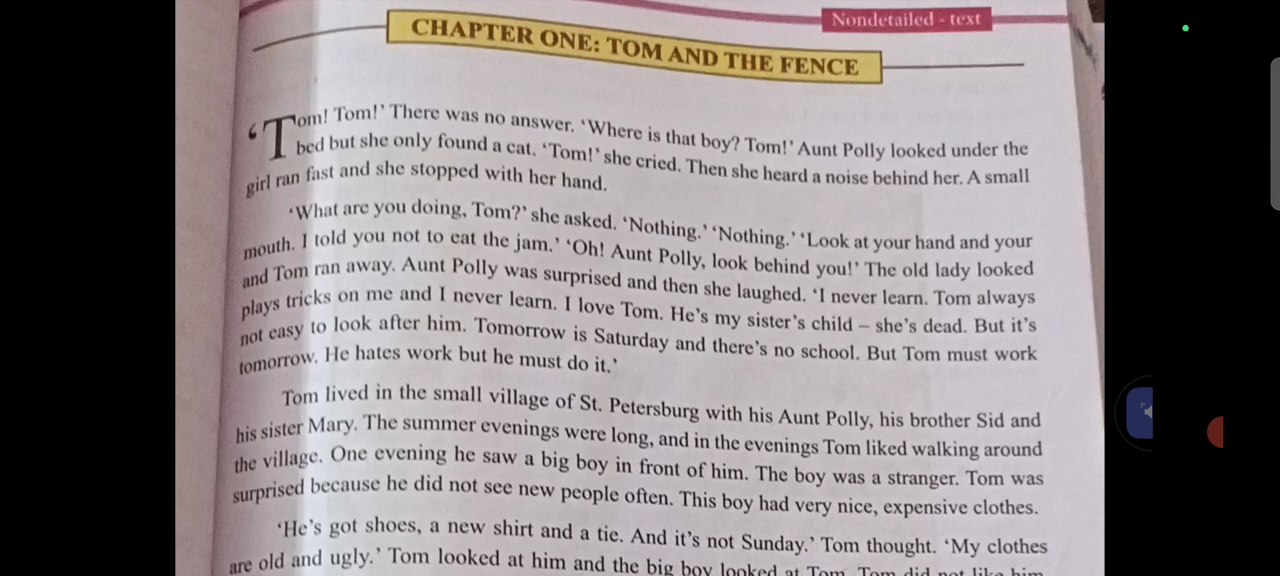 Nondetailed - text
CHAPTER ONE: TOM AND THE FENCE
‘Tom! Tom!’ There was no answer. ‘Where is that boy? Tom!’ Aunt Polly looked under the
bed but she only found a cat. ‘Tom!’ she cried. Then she heard a noise behind her. A small
girl ran fast and she stopped with her hand.
‘What are you doing, Tom?’ she asked. ‘Nothing.’ ‘Nothing.’ ‘Look at your hand and your
mouth. I told you not to eat the jam.’ ‘Oh! Aunt Polly, look behind you!’ The old lady looked
and Tom ran away. Aunt Polly was surprised and then she laughed. ‘I never learn. Tom always
plays tricks on me and I never learn. I love Tom. He’s my sister’s child – she’s dead. But it’s
not easy to look after him. Tomorrow is Saturday and there’s no school. But Tom must work
tomorrow. He hates work but he must do it.’
Tom lived in the small village of St. Petersburg with his Aunt Polly, his brother Sid and
his sister Mary. The summer evenings were long, and in the evenings Tom liked walking around
the village. One evening he saw a big boy in front of him. The boy was a stranger. Tom was
surprised because he did not see new people often. This boy had very nice, expensive clothes.
‘He’s got shoes, a new shirt and a tie. And it’s not Sunday.’ Tom thought. ‘My clothes
are old and ugly.’ Tom looked at him and the big boy looked at Tom. Tom did not like him